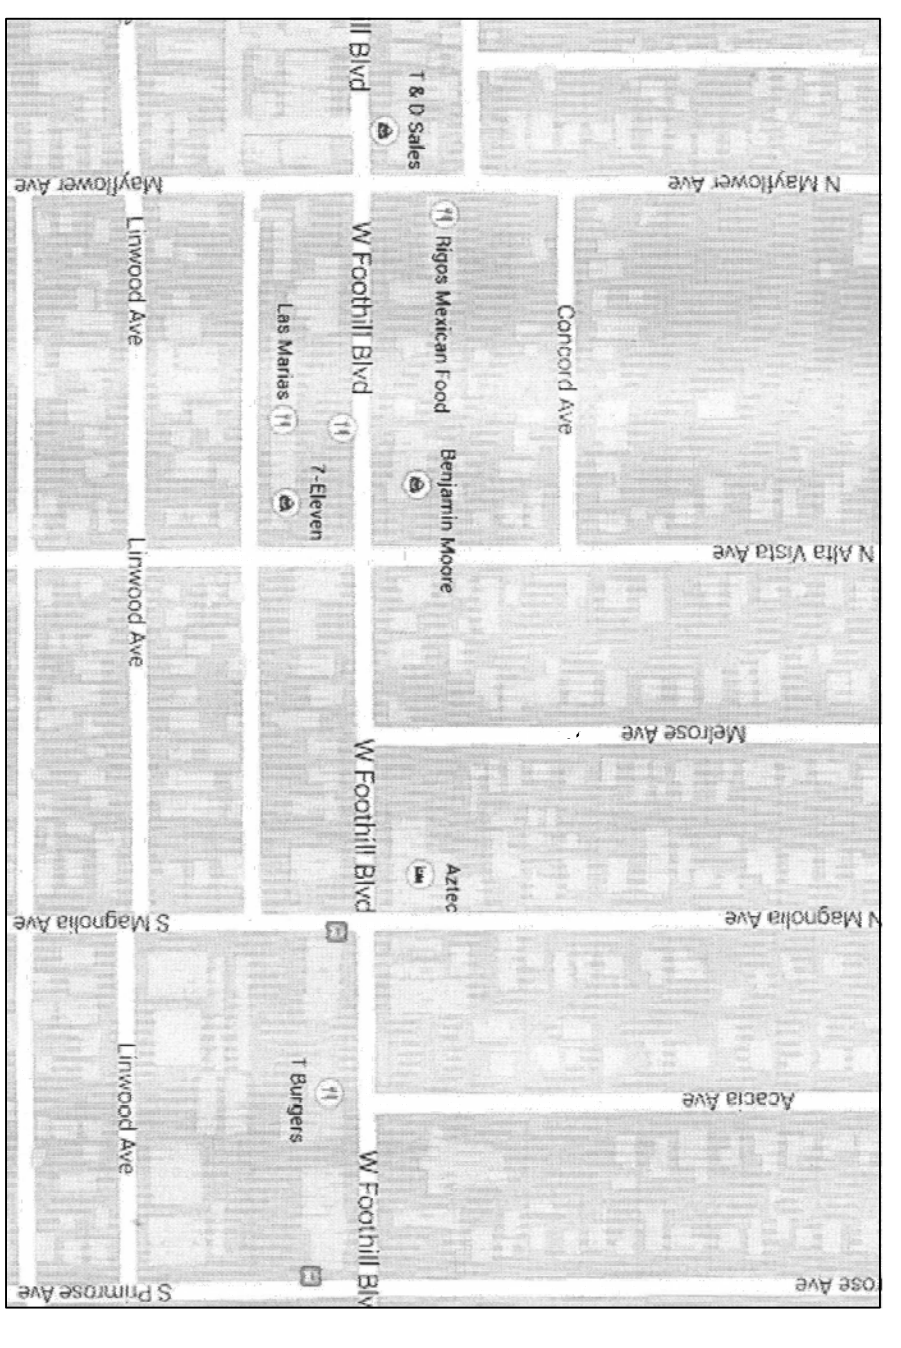 ll Blvd
T & D Sales
Mayflower Ave
N Mayflower Ave
Linwood Ave
W Foothill Blvd
Rigos Mexican Food
Las Marias
Concord Ave
7-Eleven
Benjamin Moore
N Alta Vista Ave
Linwood Ave
Melrose Ave
W Foothill Blvd
Aztec
S Magnolia Ave
N Magnolia Ave
Linwood Ave
T Burgers
Acacia Ave
W Foothill Blv
S Primrose Ave
rose Ave